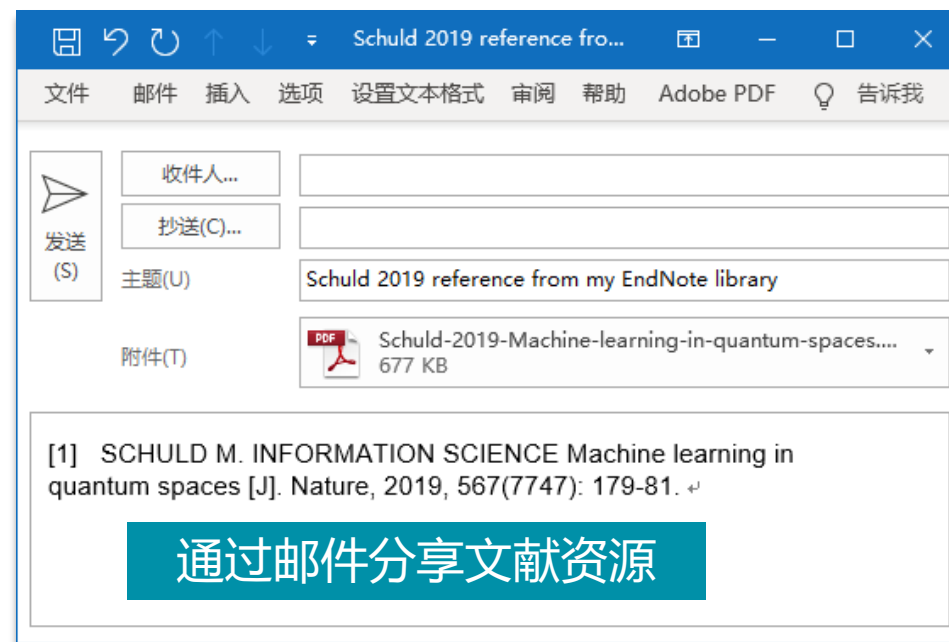 Schuld 2019 reference fro...
文件 邮件 插入 选项 设置文本格式 审阅 帮助 Adobe PDF 告诉我
收件人...
抄送(C)...
发送
(S)
主题(U) Schuld 2019 reference from my EndNote library
附件(T) PDF Schuld-2019-Machine-learning-in-quantum-spaces....
677 KB
[1] SCHULD M. INFORMATION SCIENCE Machine learning in
quantum spaces [J]. Nature, 2019, 567(7747): 179-81. ↵
通过邮件分享文献资源